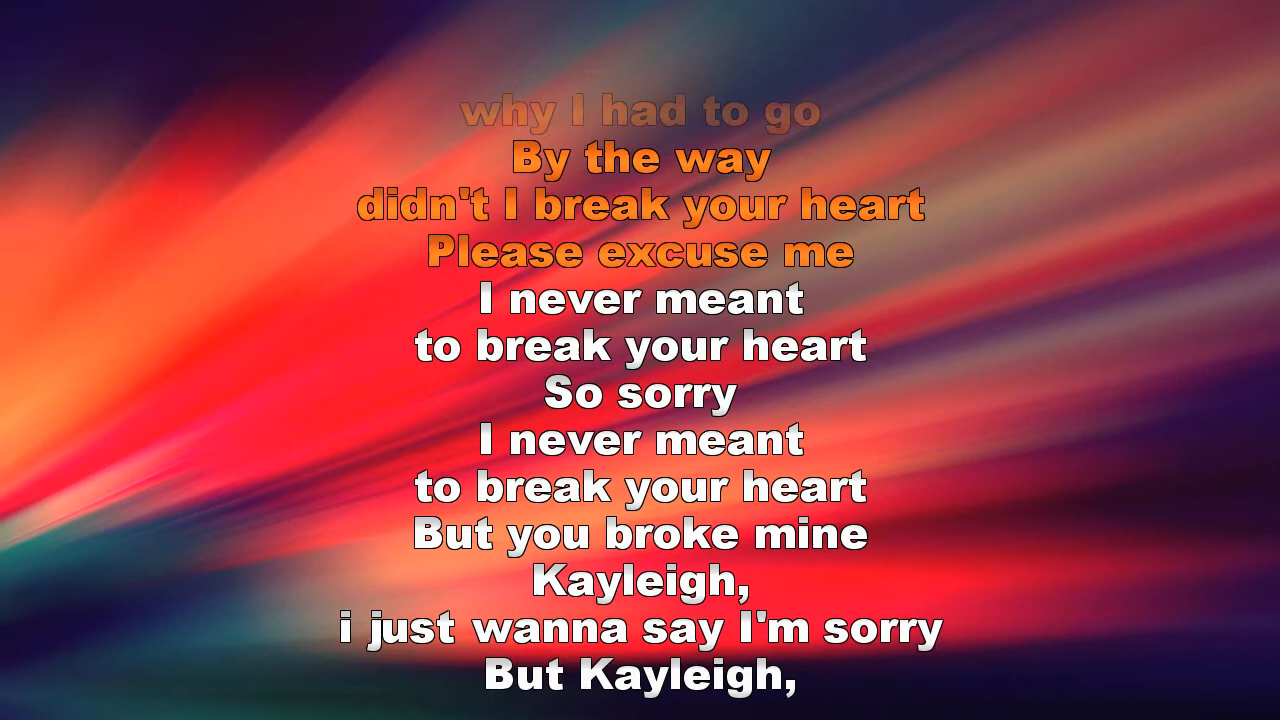 why I had to go
By the way
didn't I break your heart
Please excuse me
I never meant
to break your heart
So sorry
I never meant
to break your heart
But you broke mine
Kayleigh,
i just wanna say I'm sorry
But Kayleigh,